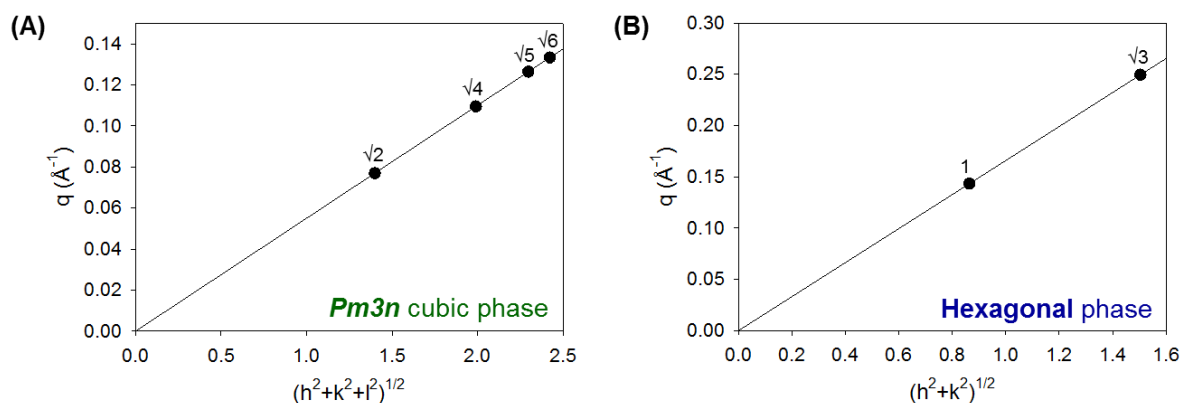 (A)
0.14
0.12
0.10
0.08
0.06
0.04
0.02
0.00
q (Å⁻¹)
√2
√4
√5
√6
Pm3n cubic phase
0.0 0.5 1.0 1.5 2.0 2.5
(h²+k²+l²)¹/²
(B)
0.30
0.25
0.20
0.15
0.10
0.05
0.00
q (Å⁻¹)
1
√3
Hexagonal phase
0.0 0.2 0.4 0.6 0.8 1.0 1.2 1.4 1.6
(h²+k²)¹/²